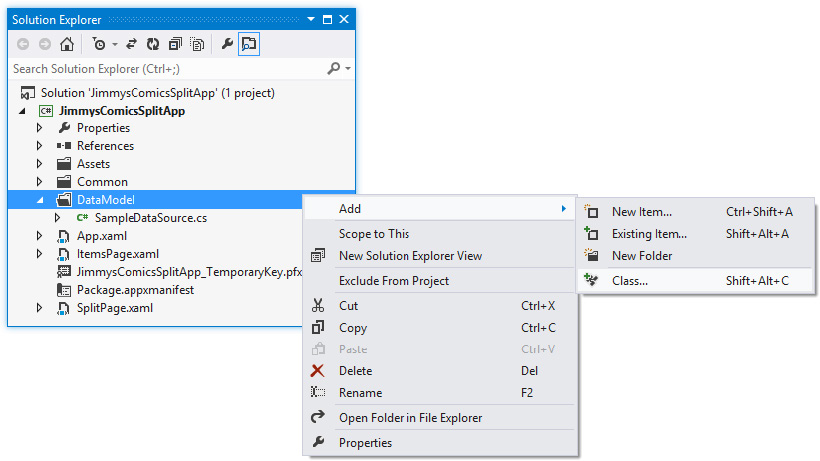 Solution Explorer
Search Solution Explorer (Ctrl+;)
Solution 'JimmysComicsSplitApp' (1 project)
C# JimmysComicsSplitApp
Properties
References
Assets
Common
DataModel
C# SampleDataSource.cs
App.xaml
ItemsPage.xaml
JimmysComicsSplitApp_TemporaryKey.pfx
Package.appxmanifest
SplitPage.xaml
Add
Scope to This
New Solution Explorer View
Exclude From Project
Cut Ctrl+X
Copy Ctrl+C
Paste Ctrl+V
Delete Del
Rename F2
Open Folder in File Explorer
Properties
New Item... Ctrl+Shift+A
Existing Item... Shift+Alt+A
New Folder
Class... Shift+Alt+C